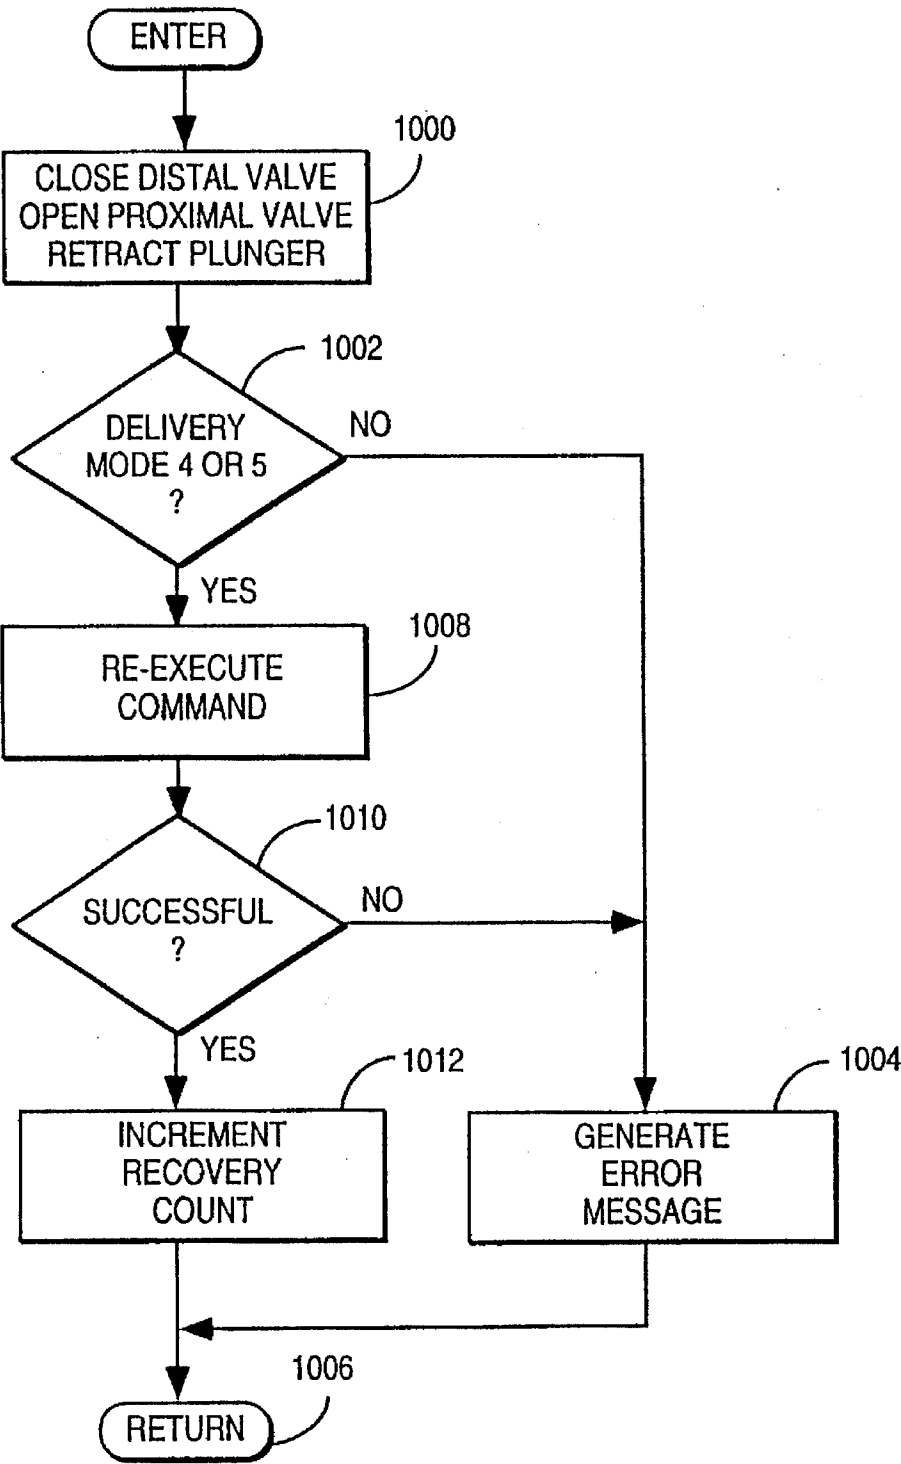 ENTER
1000
CLOSE DISTAL VALVE
OPEN PROXIMAL VALVE
RETRACT PLUNGER
1002
DELIVERY
MODE 4 OR 5
?
NO
YES
1008
RE-EXECUTE
COMMAND
1010
SUCCESSFUL
?
NO
YES
1012
INCREMENT
RECOVERY
COUNT
1004
GENERATE
ERROR
MESSAGE
1006
RETURN